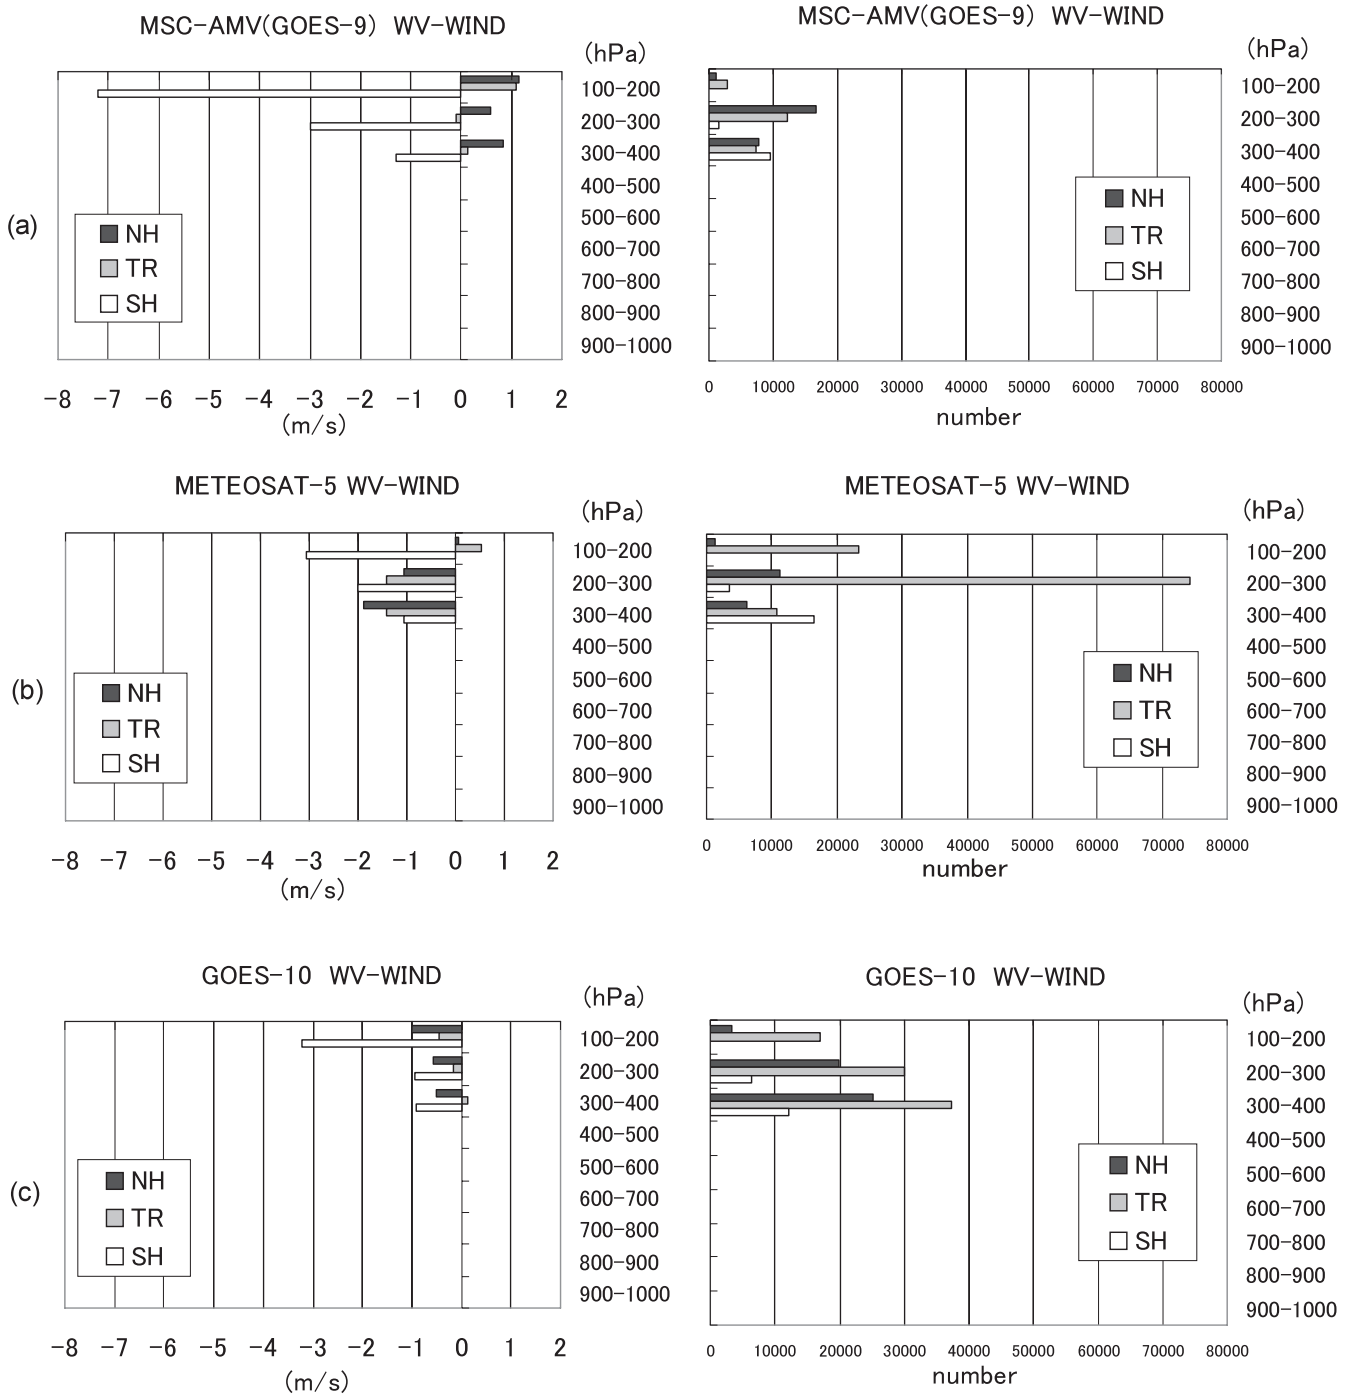 MSC-AMV(GOES-9) WV-WIND
(hPa)
100-200
200-300
300-400
400-500
500-600
600-700
700-800
800-900
900-1000
(a)
NH
TR
SH
-8 -7 -6 -5 -4 -3 -2 -1 0 1 2
(m/s)
MSC-AMV(GOES-9) WV-WIND
(hPa)
100-200
200-300
300-400
400-500
500-600
600-700
700-800
800-900
900-1000
NH
TR
SH
0 10000 20000 30000 40000 50000 60000 70000 80000
number
METEOSAT-5 WV-WIND
(hPa)
100-200
200-300
300-400
400-500
500-600
600-700
700-800
800-900
900-1000
(b)
NH
TR
SH
-8 -7 -6 -5 -4 -3 -2 -1 0 1 2
(m/s)
METEOSAT-5 WV-WIND
(hPa)
100-200
200-300
300-400
400-500
500-600
600-700
700-800
800-900
900-1000
NH
TR
SH
0 10000 20000 30000 40000 50000 60000 70000 80000
number
GOES-10 WV-WIND
(hPa)
100-200
200-300
300-400
400-500
500-600
600-700
700-800
800-900
900-1000
(c)
NH
TR
SH
-8 -7 -6 -5 -4 -3 -2 -1 0 1 2
(m/s)
GOES-10 WV-WIND
(hPa)
100-200
200-300
300-400
400-500
500-600
600-700
700-800
800-900
900-1000
NH
TR
SH
0 10000 20000 30000 40000 50000 60000 70000 80000
number